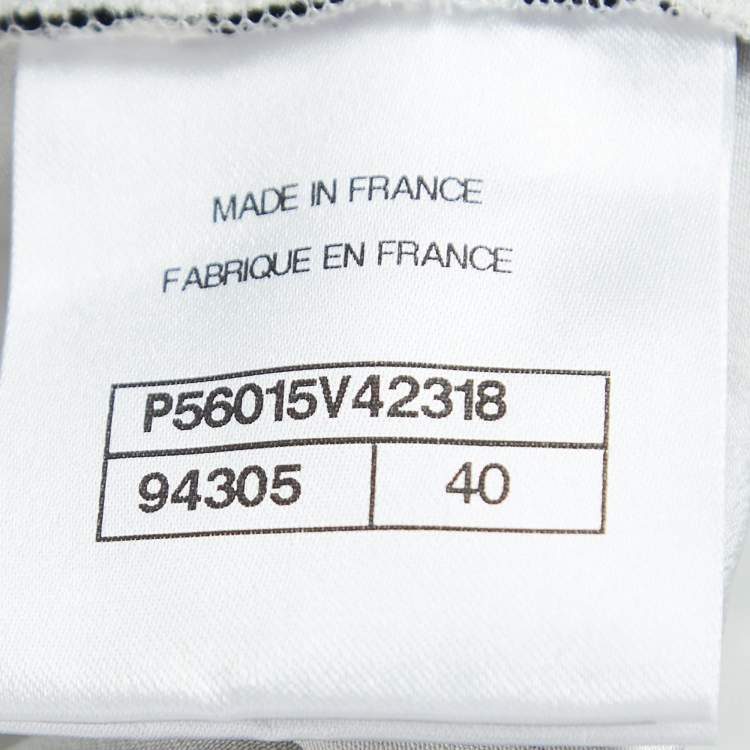 MADE IN FRANCE
FABRIQUE EN FRANCE
P56015V42318
94305 40